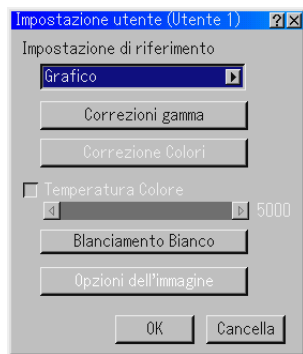 Impostazione utente (Utente 1)
Impostazione di riferimento
Grafico
Correzioni gamma
Correzione Colori
Temperatura Colore
5000
Blanciamento Bianco
Opzioni dell'immagine
OK Cancella